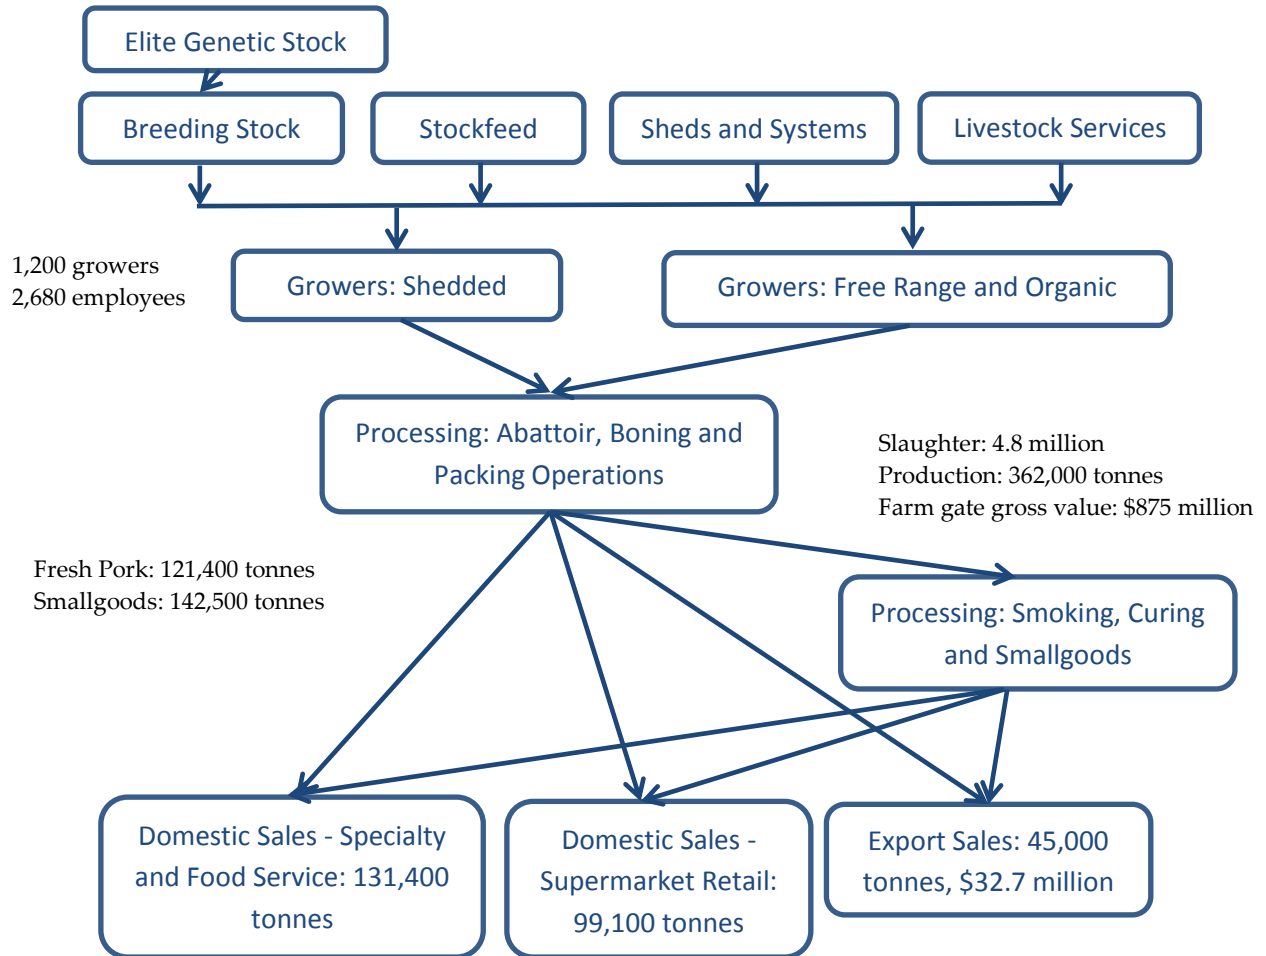 Elite Genetic Stock
Breeding Stock
Stockfeed
Sheds and Systems
Livestock Services
1,200 growers
2,680 employees
Growers: Shedded
Growers: Free Range and Organic
Processing: Abattoir, Boning and
Packing Operations
Slaughter: 4.8 million
Production: 362,000 tonnes
Farm gate gross value: $875 million
Fresh Pork: 121,400 tonnes
Smallgoods: 142,500 tonnes
Processing: Smoking, Curing
and Smallgoods
Domestic Sales - Specialty
and Food Service: 131,400
tonnes
Domestic Sales -
Supermarket Retail:
99,100 tonnes
Export Sales: 45,000
tonnes, $32.7 million